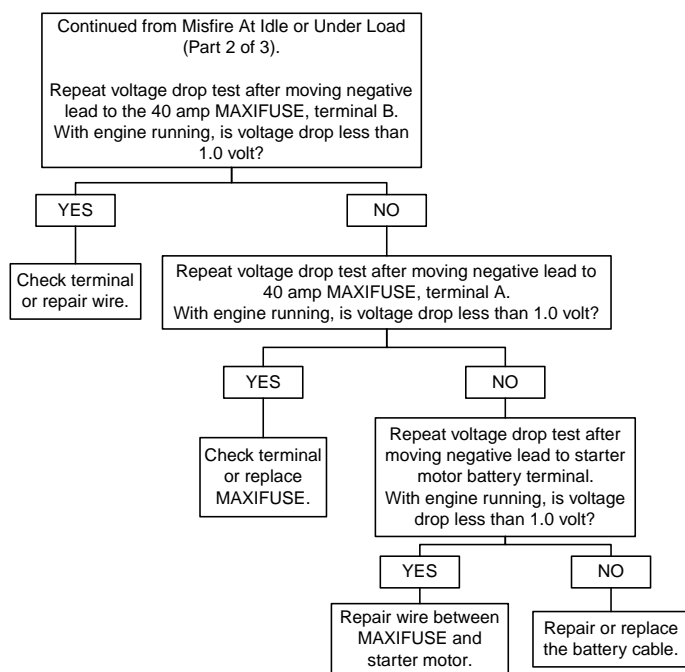 Continued from Misfire At Idle or Under Load
(Part 2 of 3).
Repeat voltage drop test after moving negative
lead to the 40 amp MAXIFUSE, terminal B.
With engine running, is voltage drop less than
1.0 volt?
YES
NO
Check terminal
or repair wire.
Repeat voltage drop test after moving negative lead to
40 amp MAXIFUSE, terminal A.
With engine running, is voltage drop less than 1.0 volt?
YES
NO
Check terminal
or replace
MAXIFUSE.
Repeat voltage drop test after
moving negative lead to starter
motor battery terminal.
With engine running, is voltage
drop less than 1.0 volt?
YES
NO
Repair wire between
MAXIFUSE and
starter motor.
Repair or replace
the battery cable.